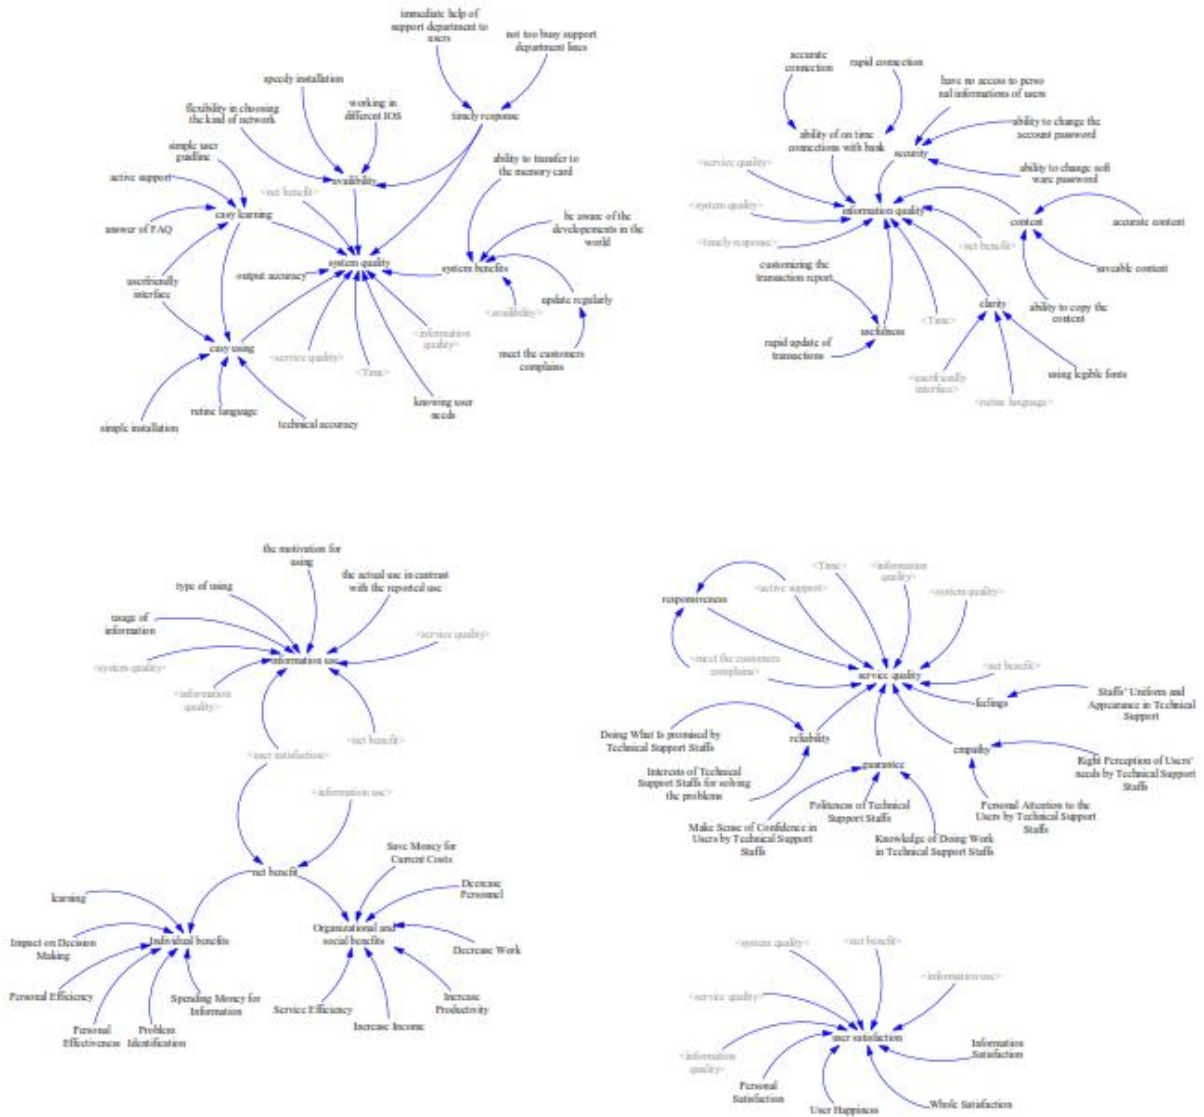 immediate help of
support department to
users
not too busy support
department lines
speedy installation
flexibility in choosing
the kind of network
working in
different IOS
timely response
simple user
guidline
active support
availibility
ability to transfer to
the memory card
<net benefit>
easy learning
answer of FAQ
be aware of the
developements in the
world
system quality
output accuracy
system benefits
userfriendly
interface
update regularly
<availibility>
<information
quality>
easy using
<service quality>
<Time>
meet the customers
complains
simple installation
rutine language
technical accuracy
knowing user
needs
accurate
connection
rapid connection
have no access to perso
nal informations of users
ability to change the
account password
ability of on time
connections with bank
security
<service quality>
ability to change soft
ware password
<system quality>
information quality
content
accurate content
<timely response>
<net benefit>
customizing the
transaction report
saveable content
usefulness
<Time>
clarity
ability to copy the
content
rapid update of
transactions
<userfriendly
interface>
using legible fonts
<rutine language>
the motivation for
using
type of using
the actual use in cantrast
with the reported use
usage of
information
<service quality>
<system quality>
information use
<information
quality>
<user satisfaction>
<net benefit>
<information use>
net benefit
Save Money for
Current Costs
learning
Decrease
Personnel
Individual benefits
Organizational and
social benefits
Impact on Decision
Making
Decrease Work
Personal Efficiency
Spending Money for
Information
Service Efficiency
Increase
Productivity
Personal
Effectiveness
Problem
Identification
Increase Income
<Time>
<information
quality>
<active support>
<system quality>
responsiveness
<meet the customers
complains>
service quality
<net benefit>
feelings
Staffs' Uniform and
Appearance in Technical
Support
Doing What Is promised by
Technical Support Staffs
reliability
empathy
guarantee
Right Perception of Users'
needs by Technical Support
Staffs
Interests of Technical
Support Staffs for solving
the problems
Politeness of Technical
Support Staffs
Personal Attention to the
Users by Technical Support
Staffs
Make Sense of Confidence in
Users by Technical Support
Staffs
Knowledge of Doing Work
in Technical Support Staffs
<system quality>
<net benefit>
<information use>
<service quality>
user satisfaction
<information
quality>
Information
Satisfaction
Personal
Satisfaction
User Happiness
Whole Satisfaction